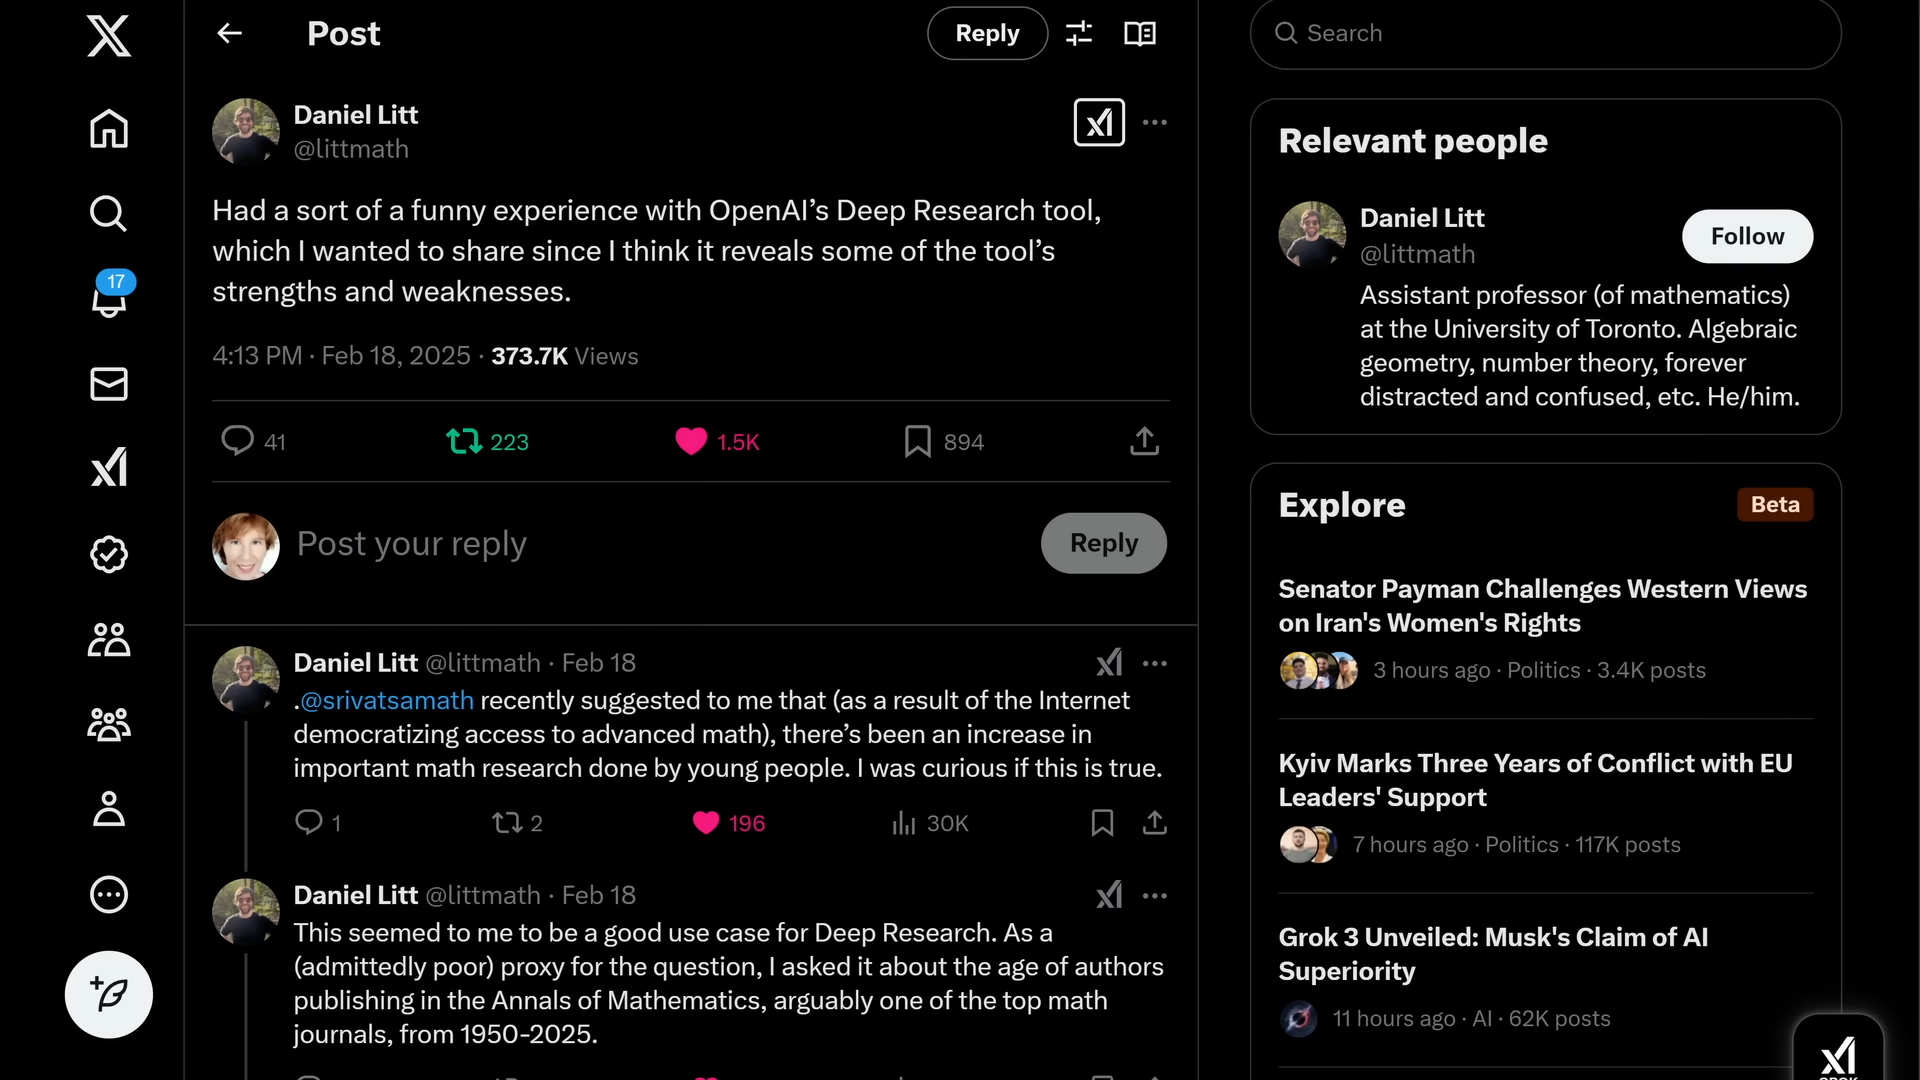 Post
Reply
Search
Daniel Litt
@littmath
Had a sort of a funny experience with OpenAI’s Deep Research tool,
which I wanted to share since I think it reveals some of the tool’s
strengths and weaknesses.
4:13 PM · Feb 18, 2025 · 373.7K Views
41
223
1.5K
894
Post your reply
Reply
Daniel Litt @littmath · Feb 18
.@srivatsamath recently suggested to me that (as a result of the Internet
democratizing access to advanced math), there’s been an increase in
important math research done by young people. I was curious if this is true.
1
2
196
30K
Daniel Litt @littmath · Feb 18
This seemed to me to be a good use case for Deep Research. As a
(admittedly poor) proxy for the question, I asked it about the age of authors
publishing in the Annals of Mathematics, arguably one of the top math
journals, from 1950-2025.
17
Relevant people
Daniel Litt
@littmath
Follow
Assistant professor (of mathematics)
at the University of Toronto. Algebraic
geometry, number theory, forever
distracted and confused, etc. He/him.
Explore
Beta
Senator Payman Challenges Western Views
on Iran's Women's Rights
3 hours ago · Politics · 3.4K posts
Kyiv Marks Three Years of Conflict with EU
Leaders' Support
7 hours ago · Politics · 117K posts
Grok 3 Unveiled: Musk's Claim of AI
Superiority
11 hours ago · AI · 62K posts